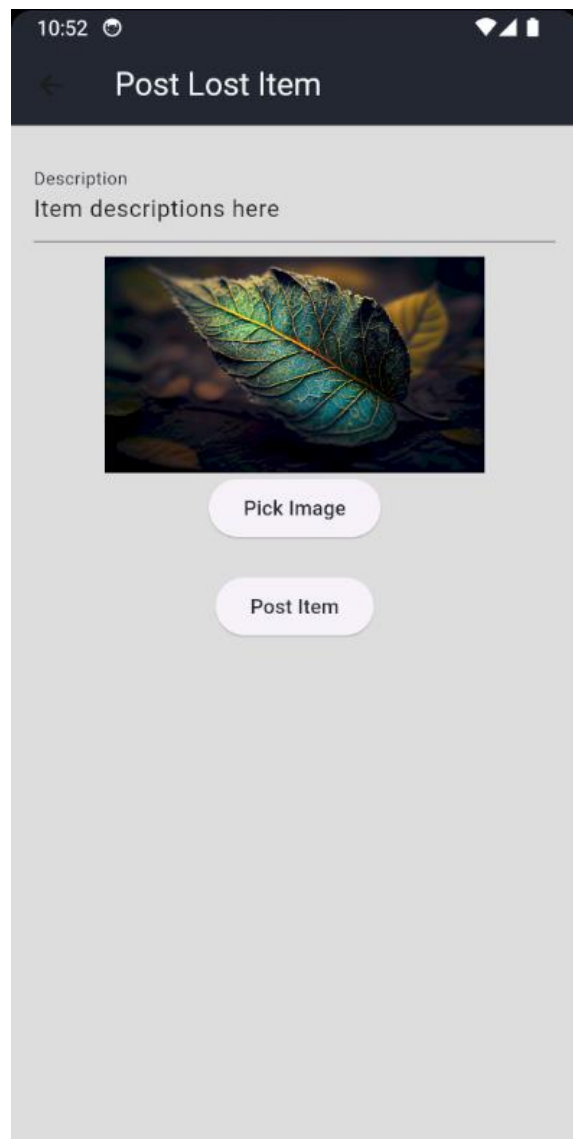 10:52
Post Lost Item
Description
Item descriptions here
Pick Image
Post Item